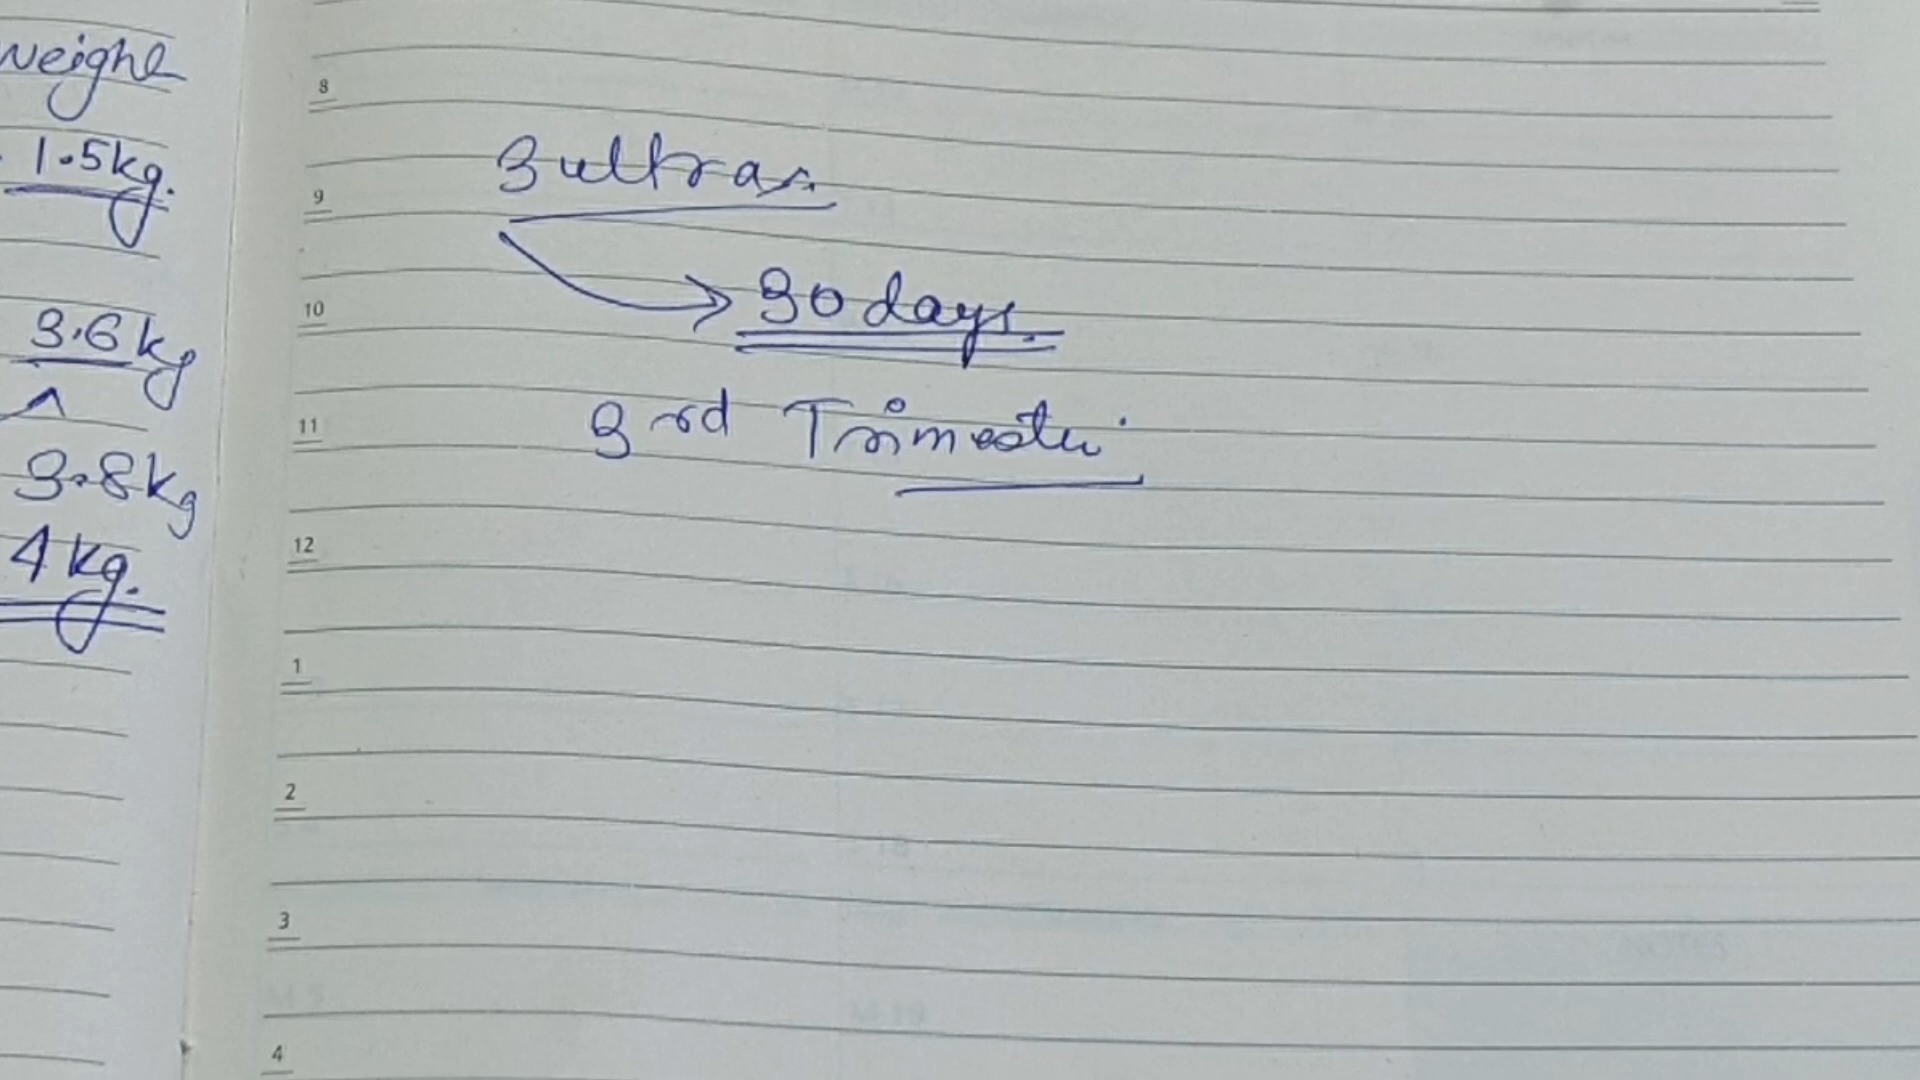 weight
1.5kg.
3.6kg
3.8kg
4kg.
8
9
10
11
12
1
2
3
4
3 ultras.
30 days.
3rd Trimester